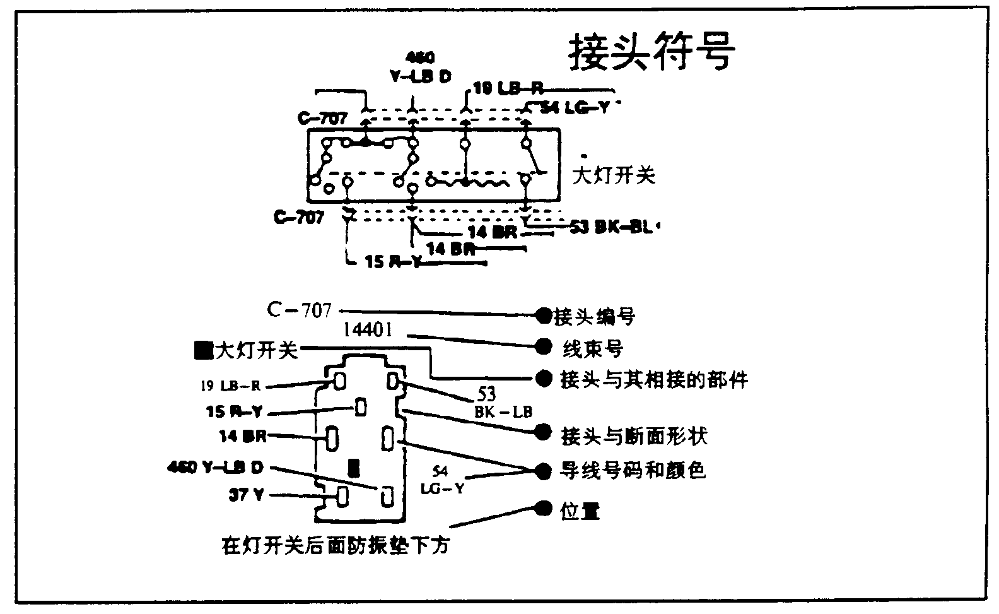 接头符号
460
Y-LB D
19 LB-R
54 LG-Y
C-707
大灯开关
C-707
53 BK-BL
14 BR
14 BR
15 R-Y
C-707
接头编号
14401
线束号
大灯开关
接头与其相接的部件
19 LB-R
53
BK-LB
15 R-Y
14 BR
接头与断面形状
460 Y-LB D
54
LG-Y
导线号码和颜色
37 Y
位置
在灯开关后面防振垫下方